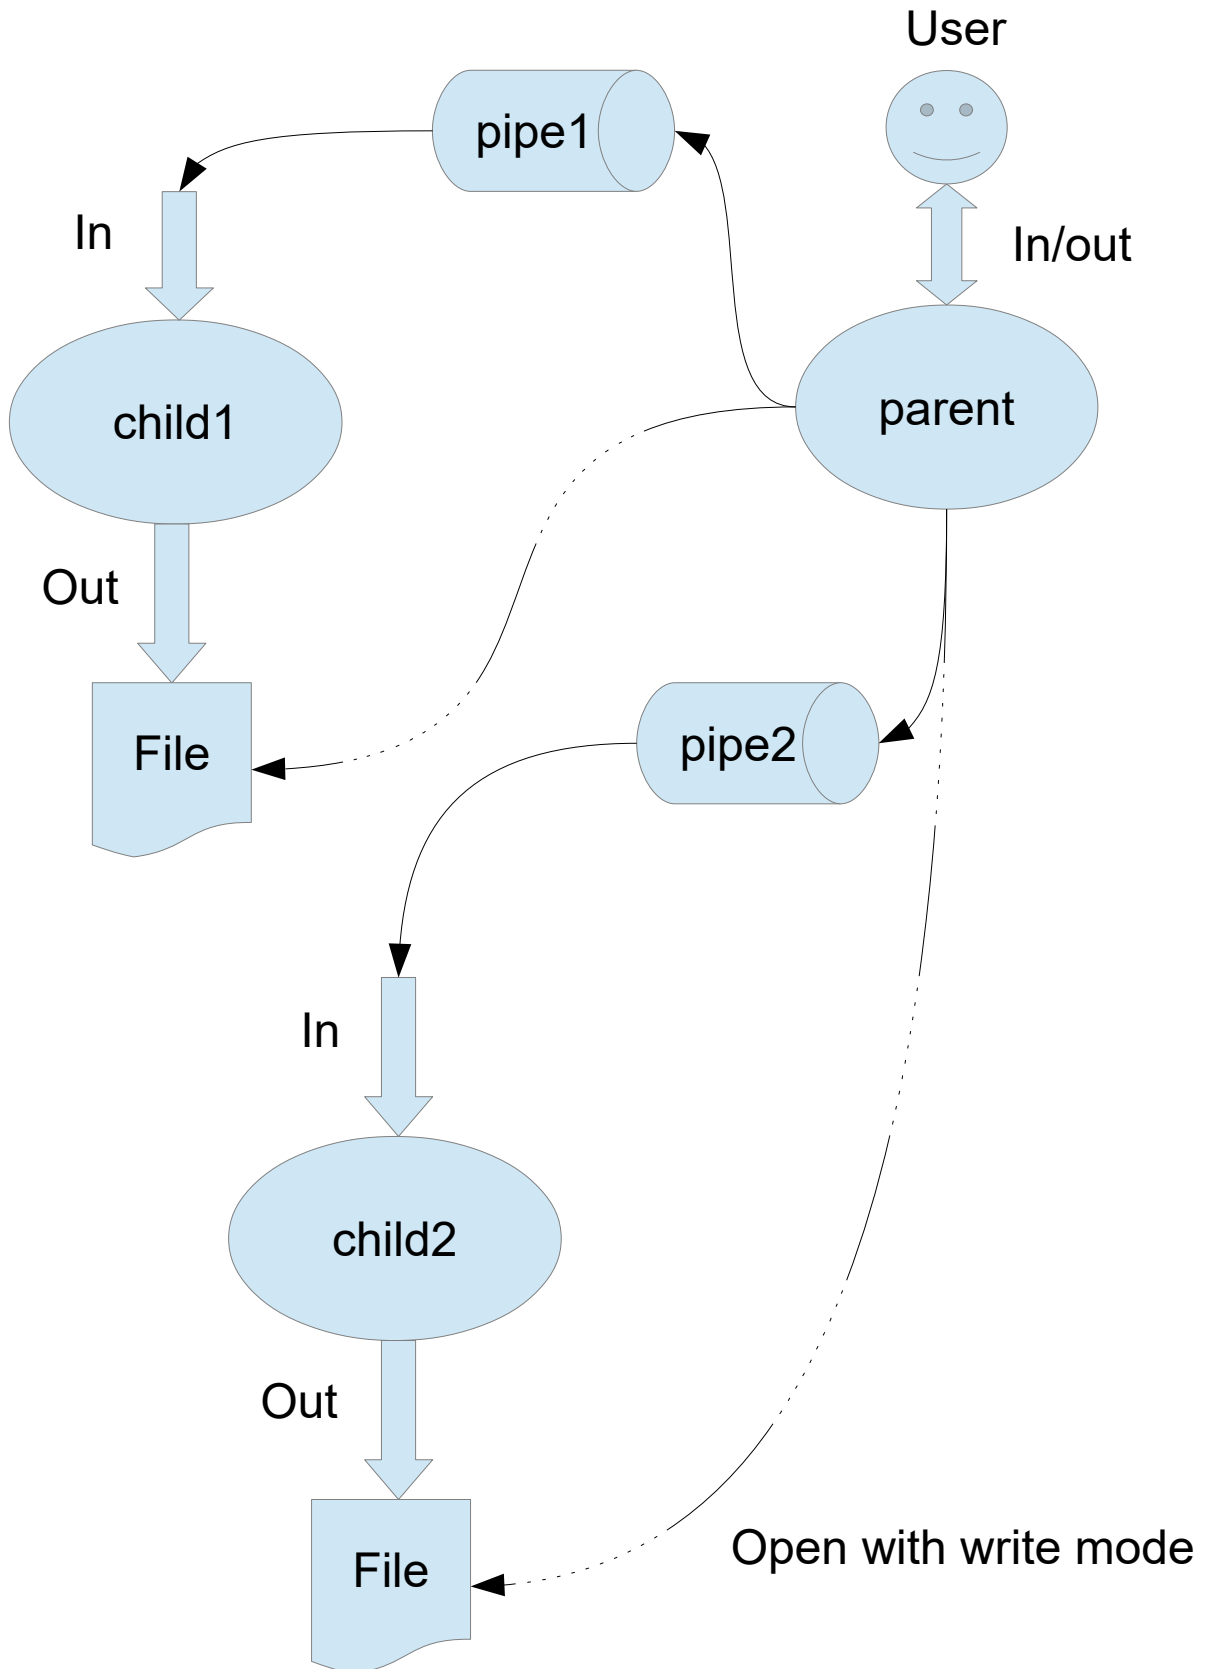 User
pipe1
In
In/out
child1
parent
Out
File
pipe2
In
child2
Out
Open with write mode
File